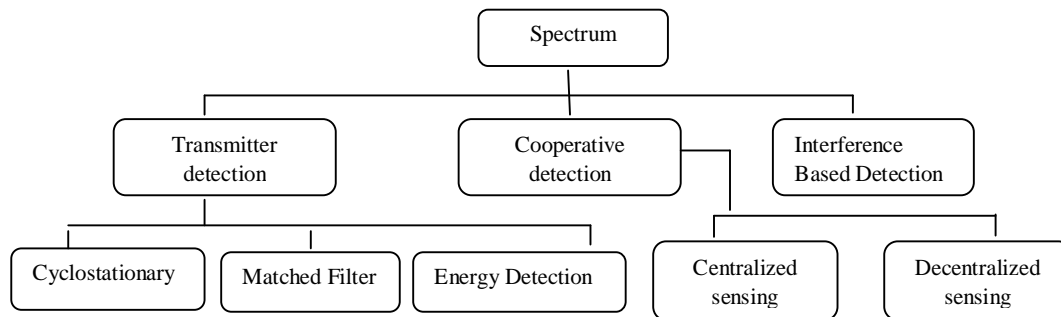 Spectrum
Transmitter
detection
Cooperative
detection
Interference
Based Detection
Cyclostationary
Matched Filter
Energy Detection
Centralized
sensing
Decentralized
sensing